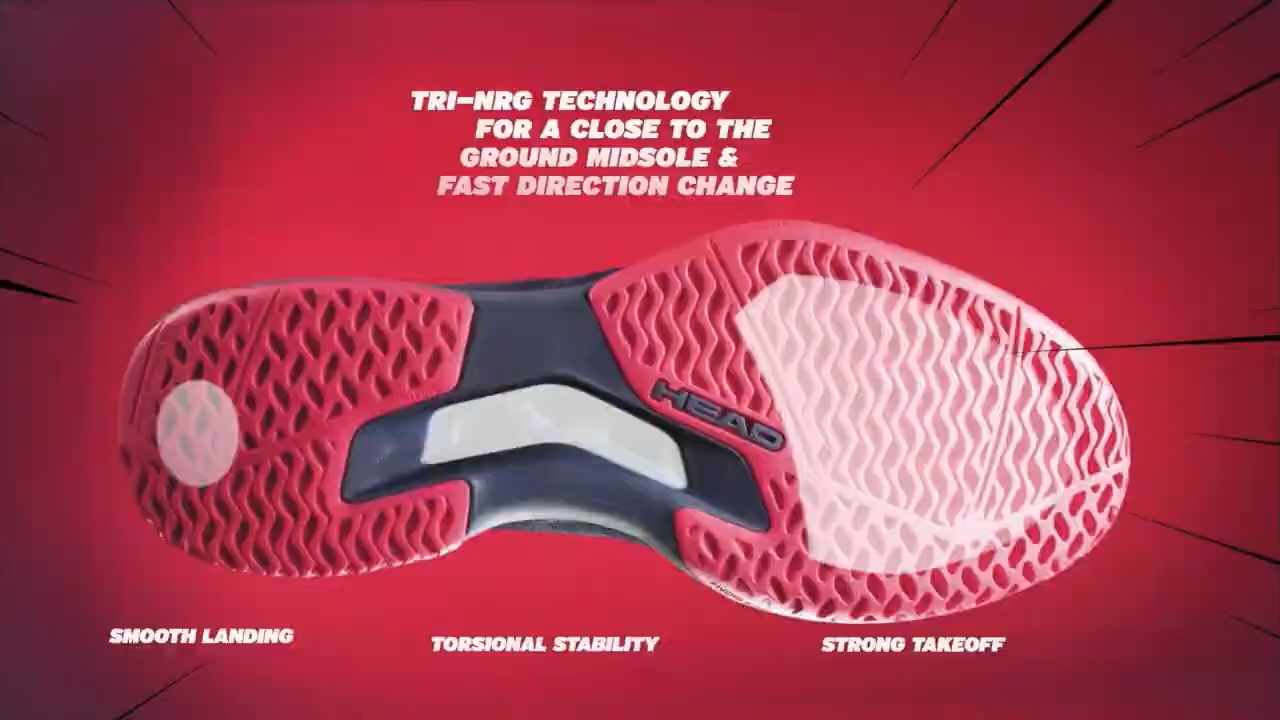 TRI-NRG TECHNOLOGY
FOR A CLOSE TO THE
GROUND MIDSOLE &
FAST DIRECTION CHANGE
HEAD
SMOOTH LANDING
TORSIONAL STABILITY
STRONG TAKEOFF